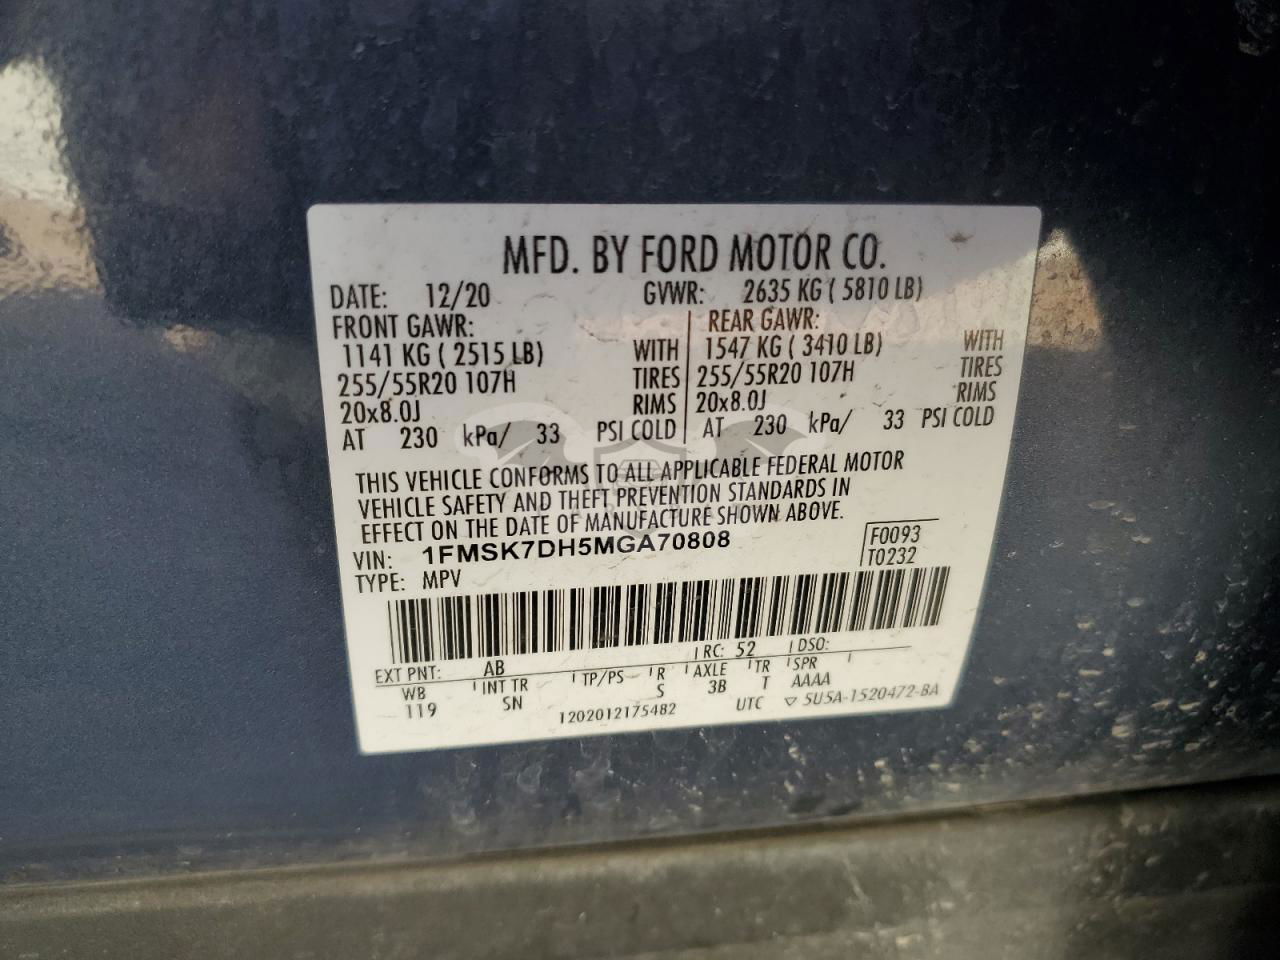 MFD. BY FORD MOTOR CO.
DATE: 12/20 GVWR: 2635 KG ( 5810 LB)
FRONT GAWR: REAR GAWR:
1141 KG ( 2515 LB) WITH 1547 KG ( 3410 LB) WITH
255/55R20 107H TIRES 255/55R20 107H TIRES
20x8.0J RIMS 20x8.0J RIMS
AT 230 kPa/ 33 PSI COLD AT 230 kPa/ 33 PSI COLD
THIS VEHICLE CONFORMS TO ALL APPLICABLE FEDERAL MOTOR
VEHICLE SAFETY AND THEFT PREVENTION STANDARDS IN
EFFECT ON THE DATE OF MANUFACTURE SHOWN ABOVE.
VIN: 1FMSK7DH5MGA70808 F0093
TYPE: MPV T0232
EXT PNT: AB RC: 52 DSO:
WB INT TR TP/PS R AXLE TR SPR
119 SN S 3B T AAAA
1202012175482 UTC ▽ 5U5A-1520472-BA